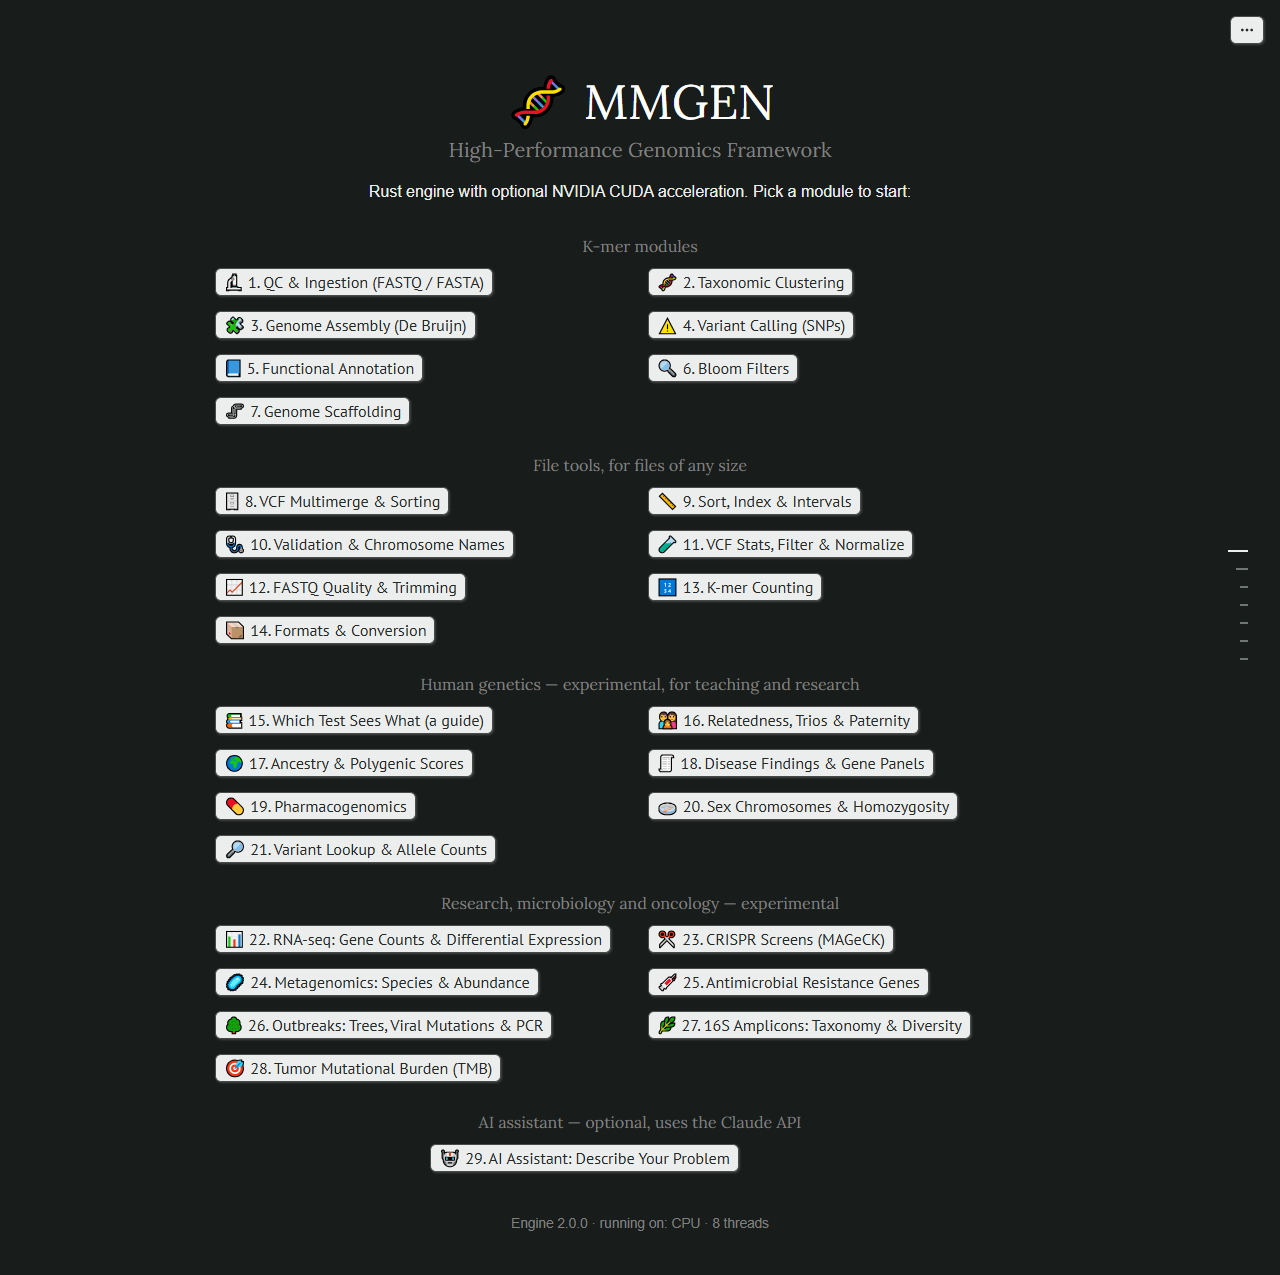 MMGEN
High-Performance Genomics Framework
Rust engine with optional NVIDIA CUDA acceleration. Pick a module to start:
K-mer modules
1. QC & Ingestion (FASTQ / FASTA)
2. Taxonomic Clustering
3. Genome Assembly (De Bruijn)
4. Variant Calling (SNPs)
5. Functional Annotation
6. Bloom Filters
7. Genome Scaffolding
File tools, for files of any size
8. VCF Multimerge & Sorting
9. Sort, Index & Intervals
10. Validation & Chromosome Names
11. VCF Stats, Filter & Normalize
12. FASTQ Quality & Trimming
13. K-mer Counting
14. Formats & Conversion
Human genetics — experimental, for teaching and research
15. Which Test Sees What (a guide)
16. Relatedness, Trios & Paternity
17. Ancestry & Polygenic Scores
18. Disease Findings & Gene Panels
19. Pharmacogenomics
20. Sex Chromosomes & Homozygosity
21. Variant Lookup & Allele Counts
Research, microbiology and oncology — experimental
22. RNA-seq: Gene Counts & Differential Expression
23. CRISPR Screens (MAGeCK)
24. Metagenomics: Species & Abundance
25. Antimicrobial Resistance Genes
26. Outbreaks: Trees, Viral Mutations & PCR
27. 16S Amplicons: Taxonomy & Diversity
28. Tumor Mutational Burden (TMB)
AI assistant — optional, uses the Claude API
29. AI Assistant: Describe Your Problem
Engine 2.0.0 · running on: CPU · 8 threads